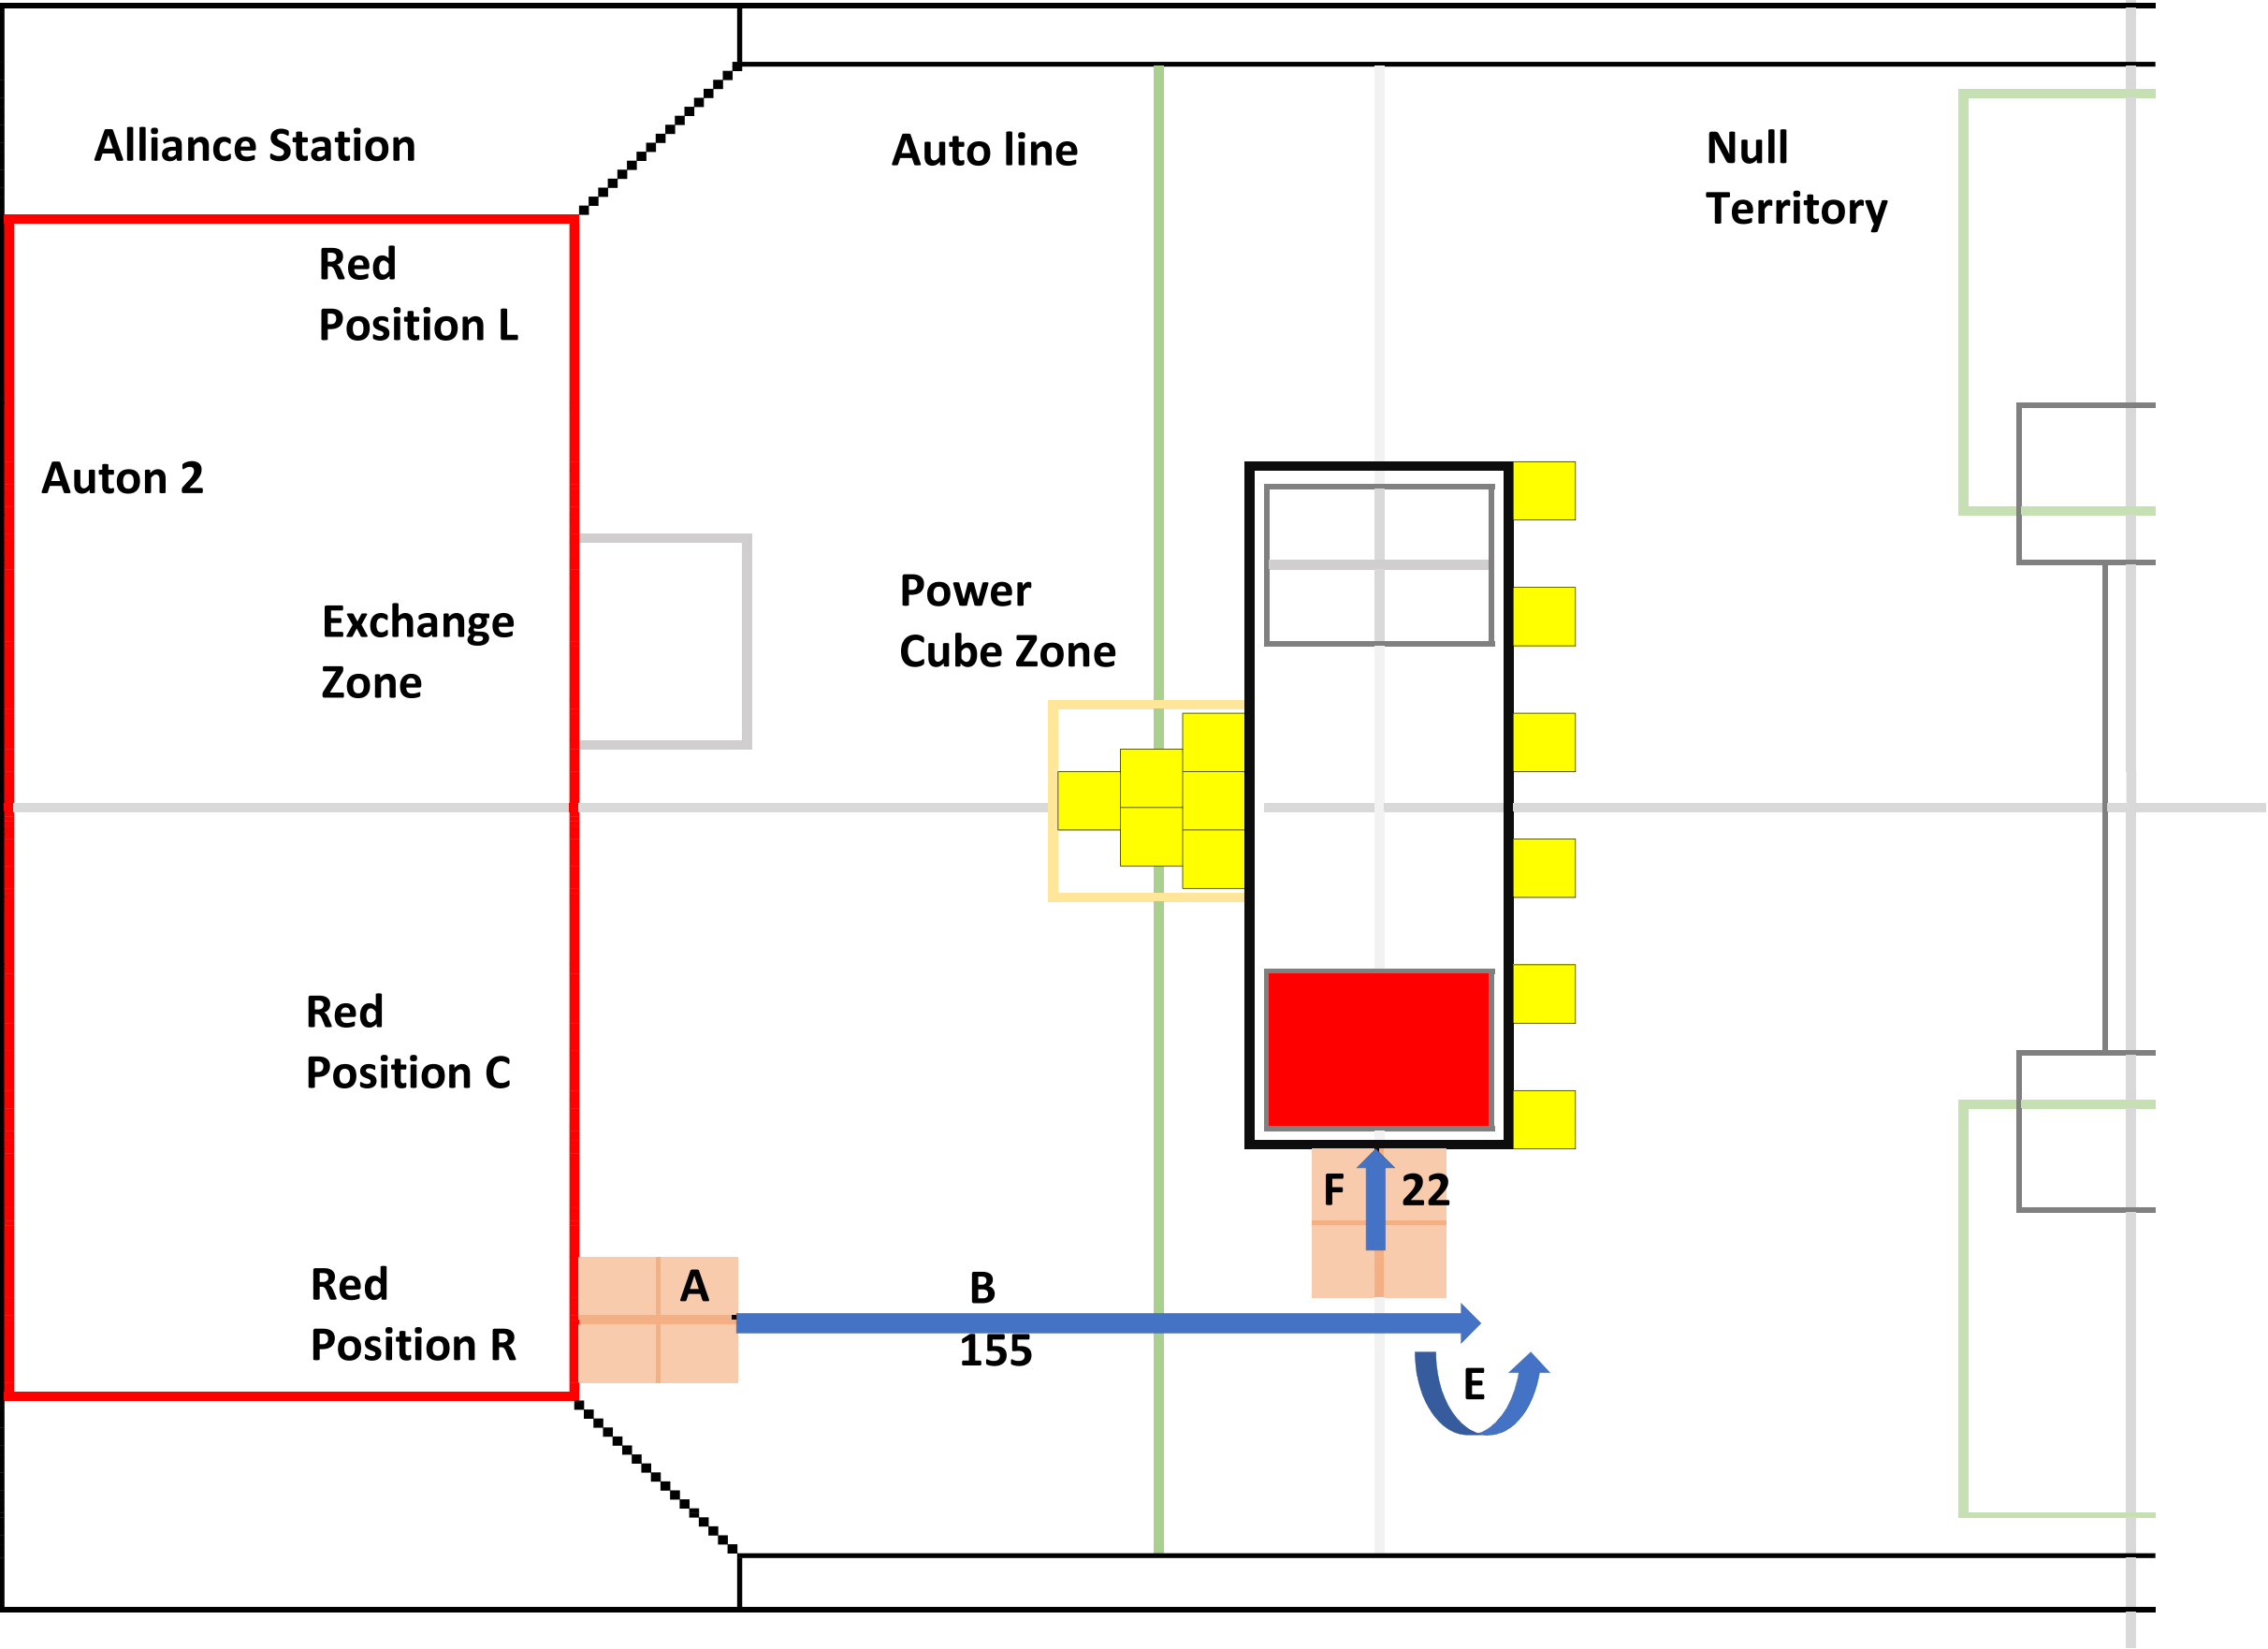 Alliance Station
Auto line
Null
Territory
Red
Position L
Auton 2
Exchange
Zone
Power
Cube Zone
Red
Position C
F
22
Red
Position R
A
B
155
E